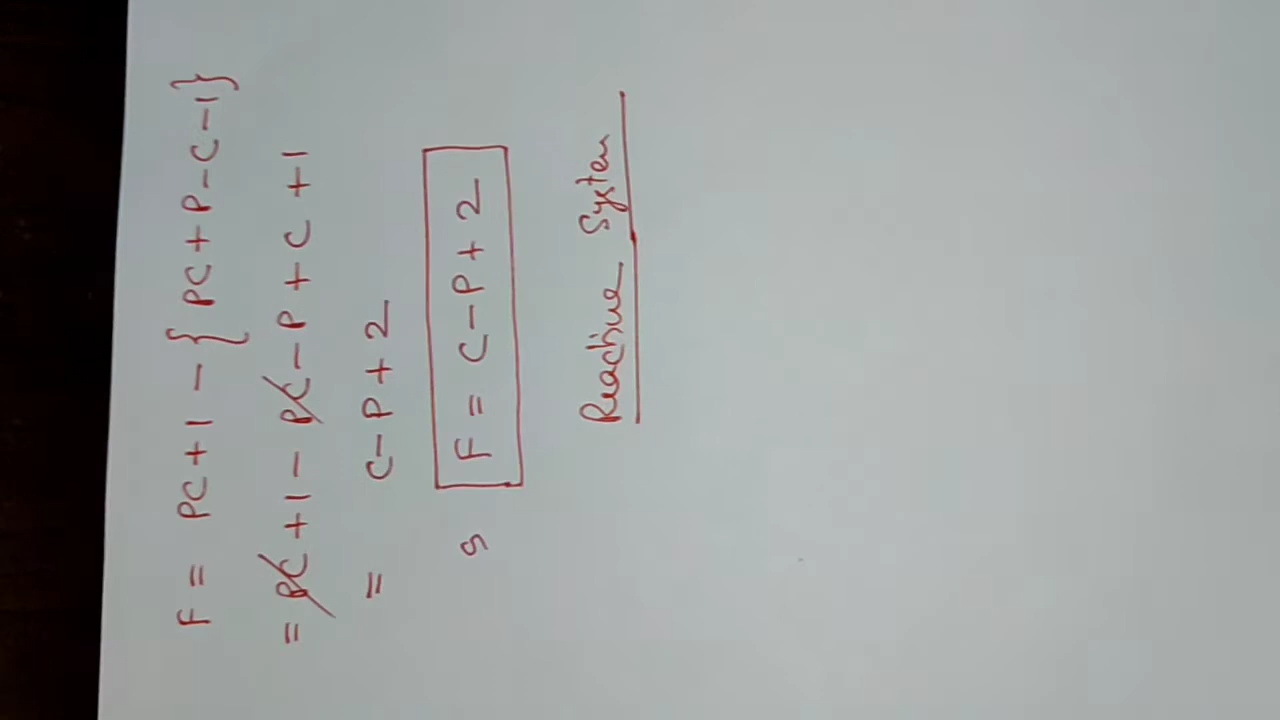 F = PC+1 - { PC+P-C-1}
= PC+1 - PC - P + C +1
= C-P+2
F = C-P+2
Reactive System